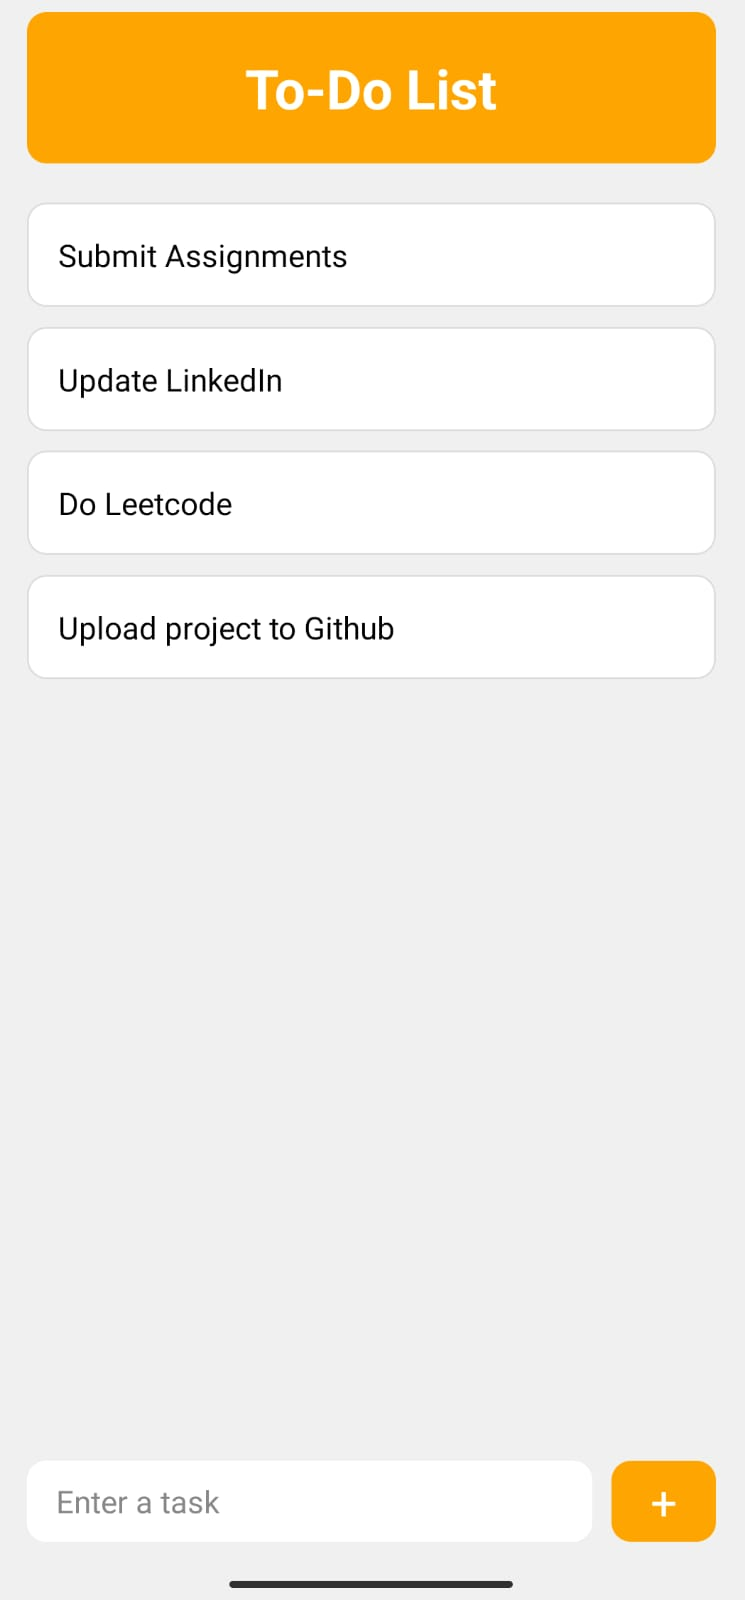 To-Do List
Submit Assignments
Update LinkedIn
Do Leetcode
Upload project to Github
Enter a task
+